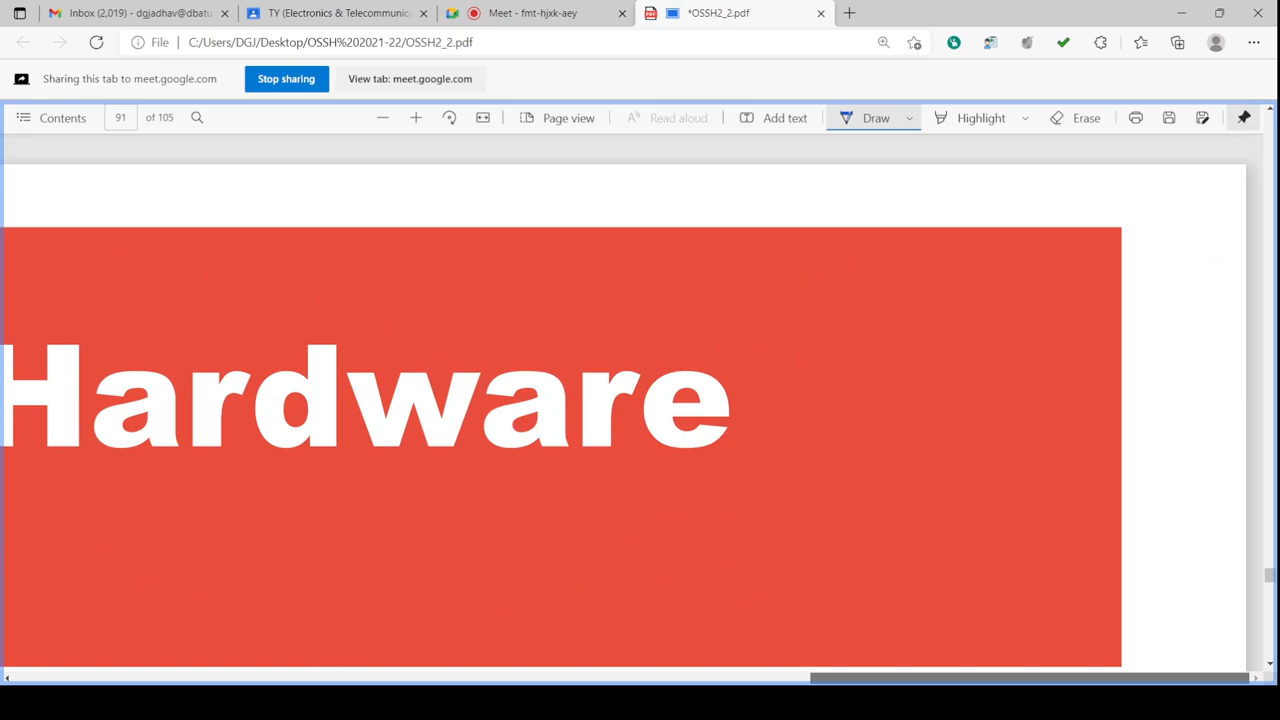 Inbox (2,019) - dgjadhav@dbatu
TY (Electronics & Telecommunica
Meet - fmt-hjxk-aey
*OSSH2_2.pdf
File
C:/Users/DGJ/Desktop/OSSH%202021-22/OSSH2_2.pdf
Sharing this tab to meet.google.com
Stop sharing
View tab: meet.google.com
Contents
91 of 105
Page view
Read aloud
Add text
Draw
Highlight
Erase
Hardware